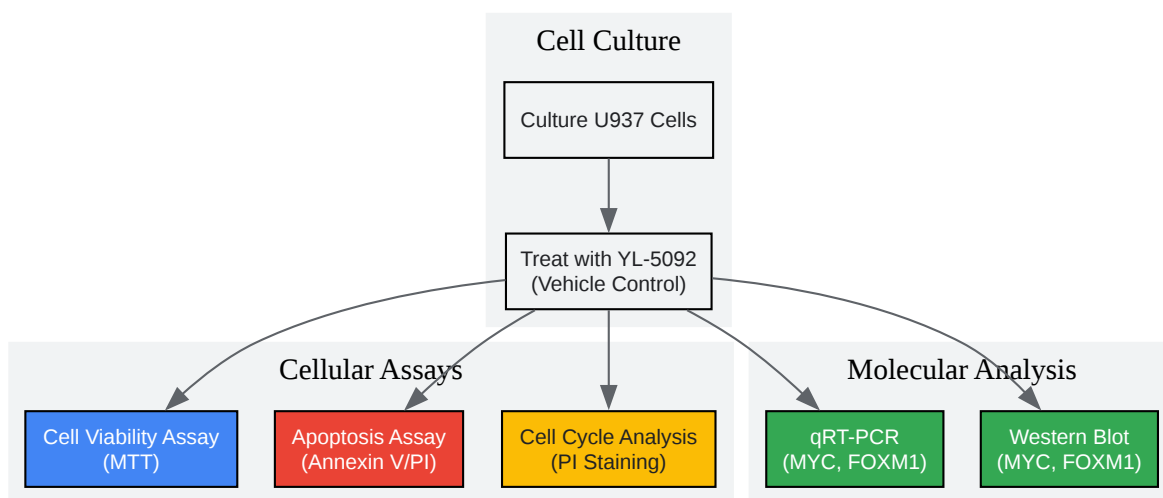 Cell Culture
Culture U937 Cells
Treat with YL-5092
(Vehicle Control)
Cellular Assays
Molecular Analysis
Cell Viability Assay
(MTT)
Apoptosis Assay
(Annexin V/PI)
Cell Cycle Analysis
(PI Staining)
qRT-PCR
(MYC, FOXM1)
Western Blot
(MYC, FOXM1)